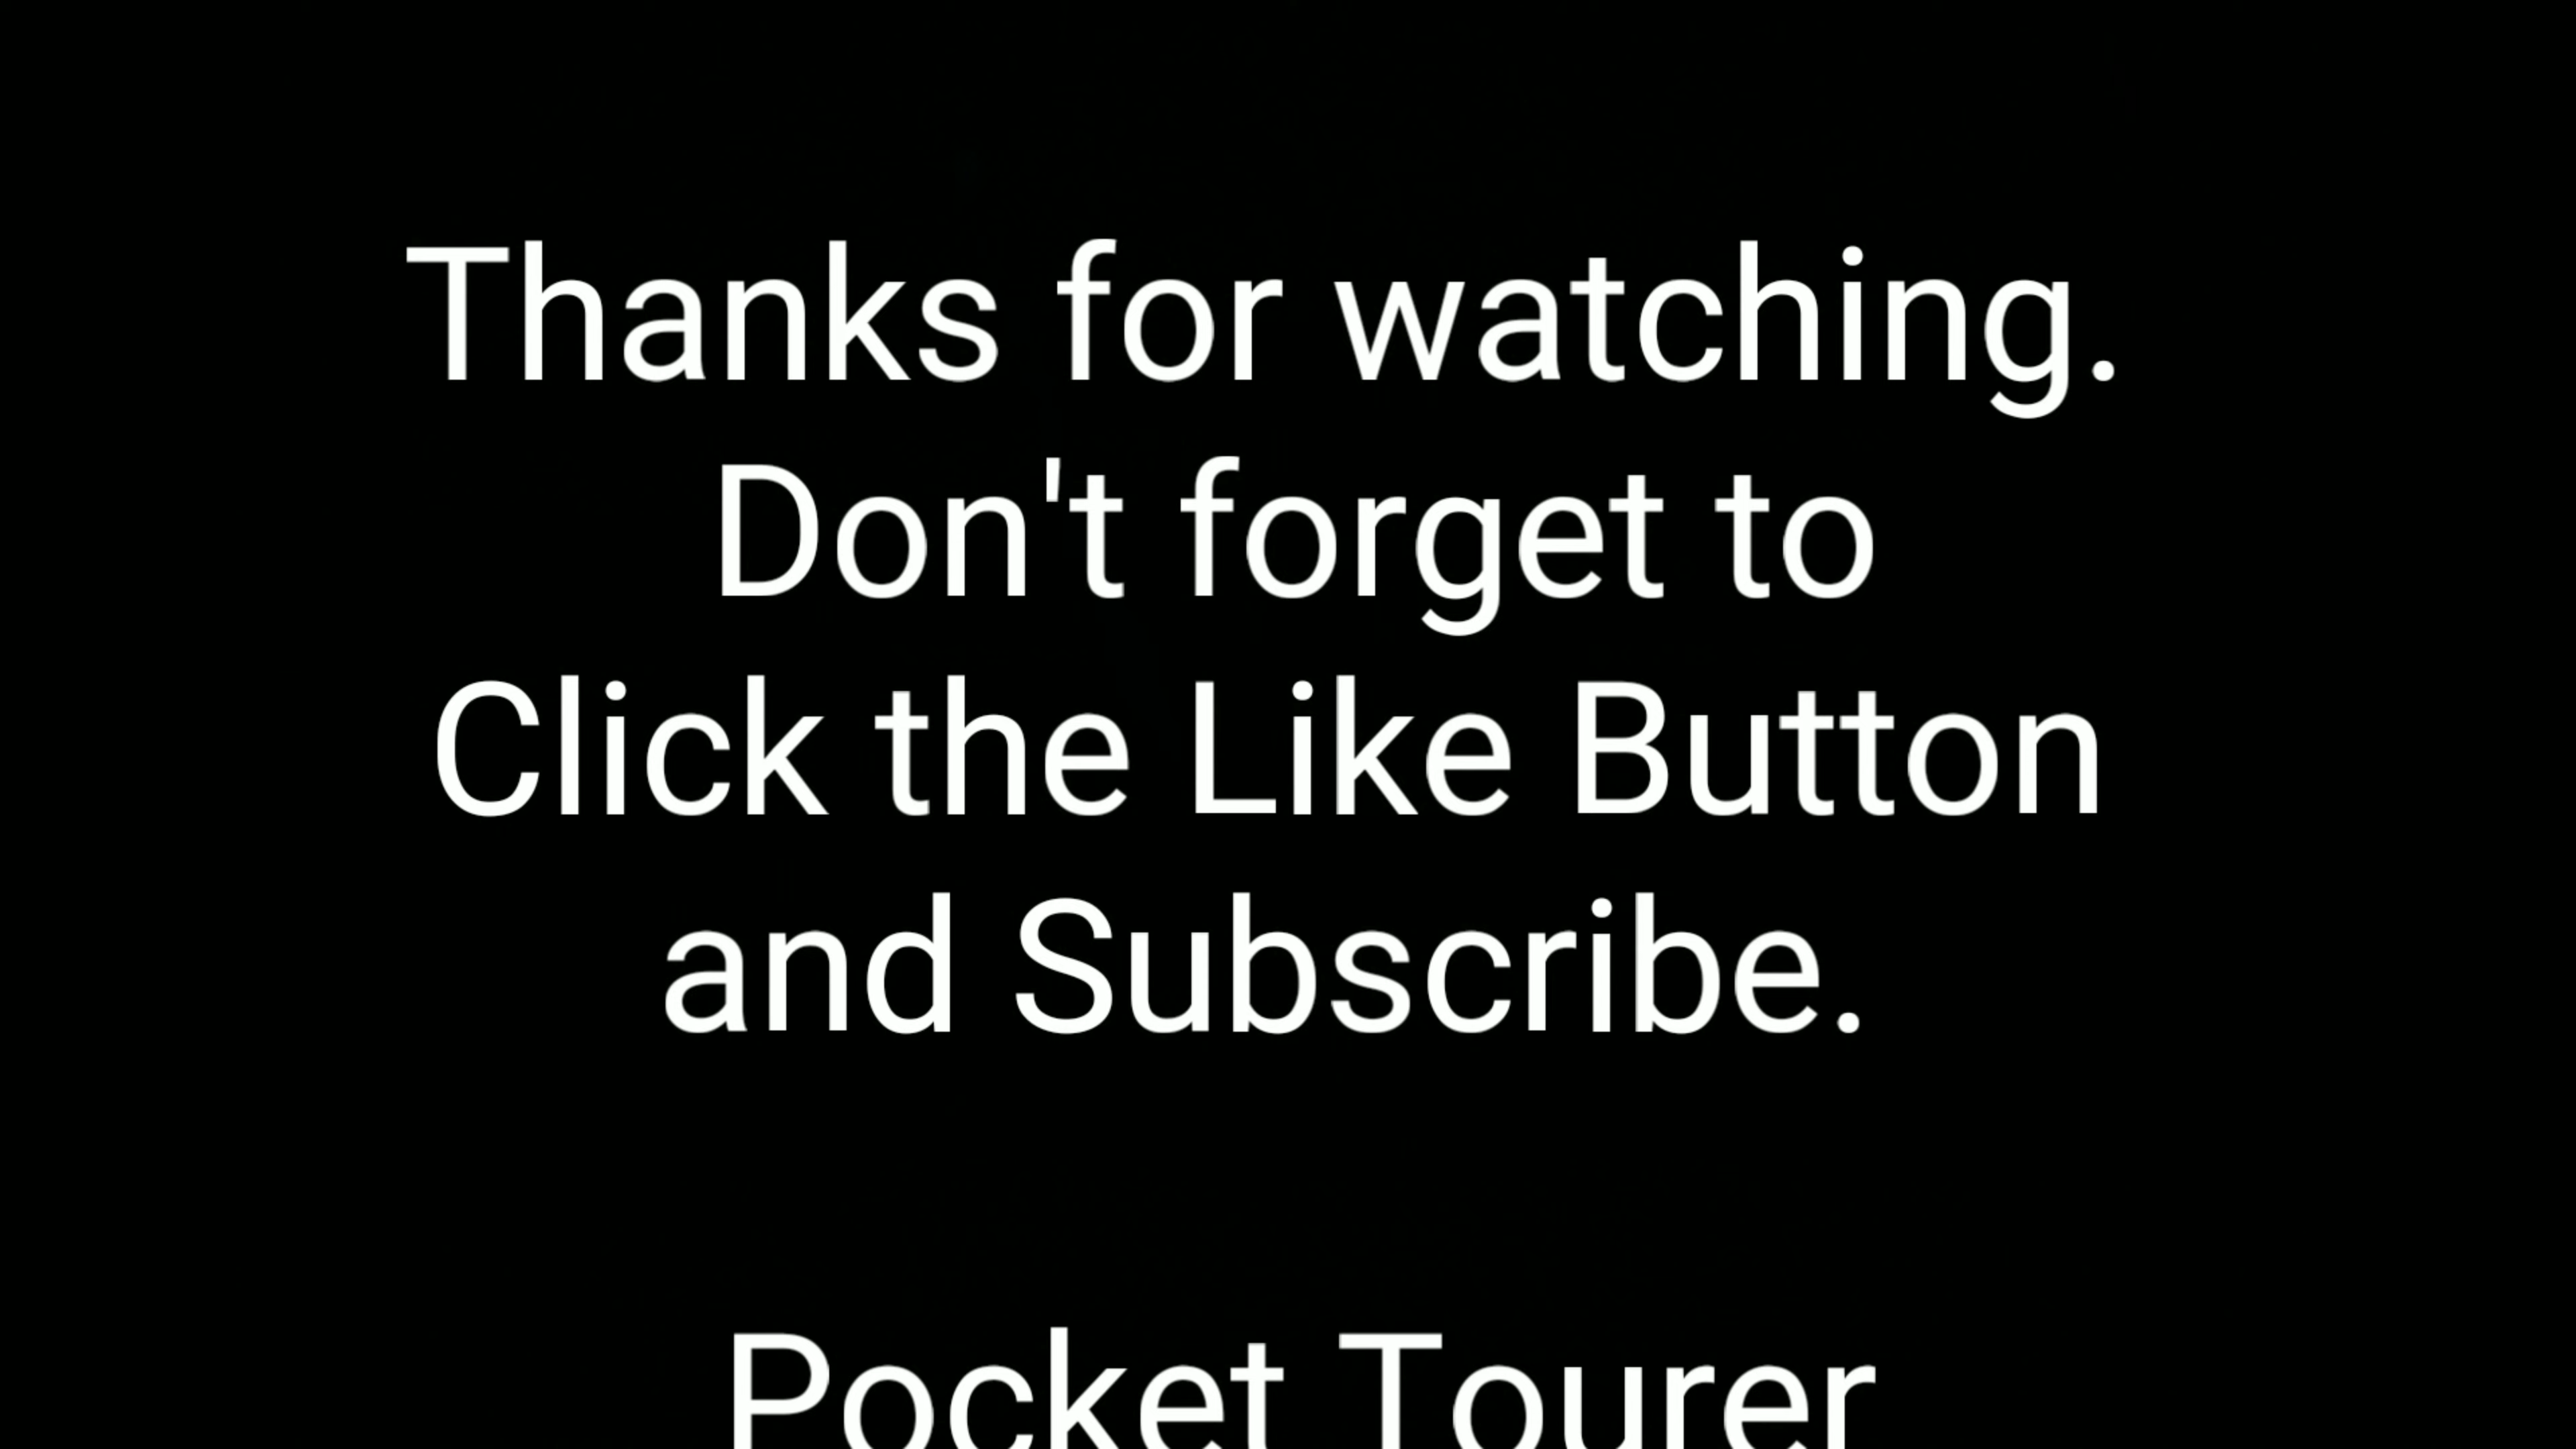 Thanks for watching.
Don't forget to
Click the Like Button
and Subscribe.
Pocket Tourer